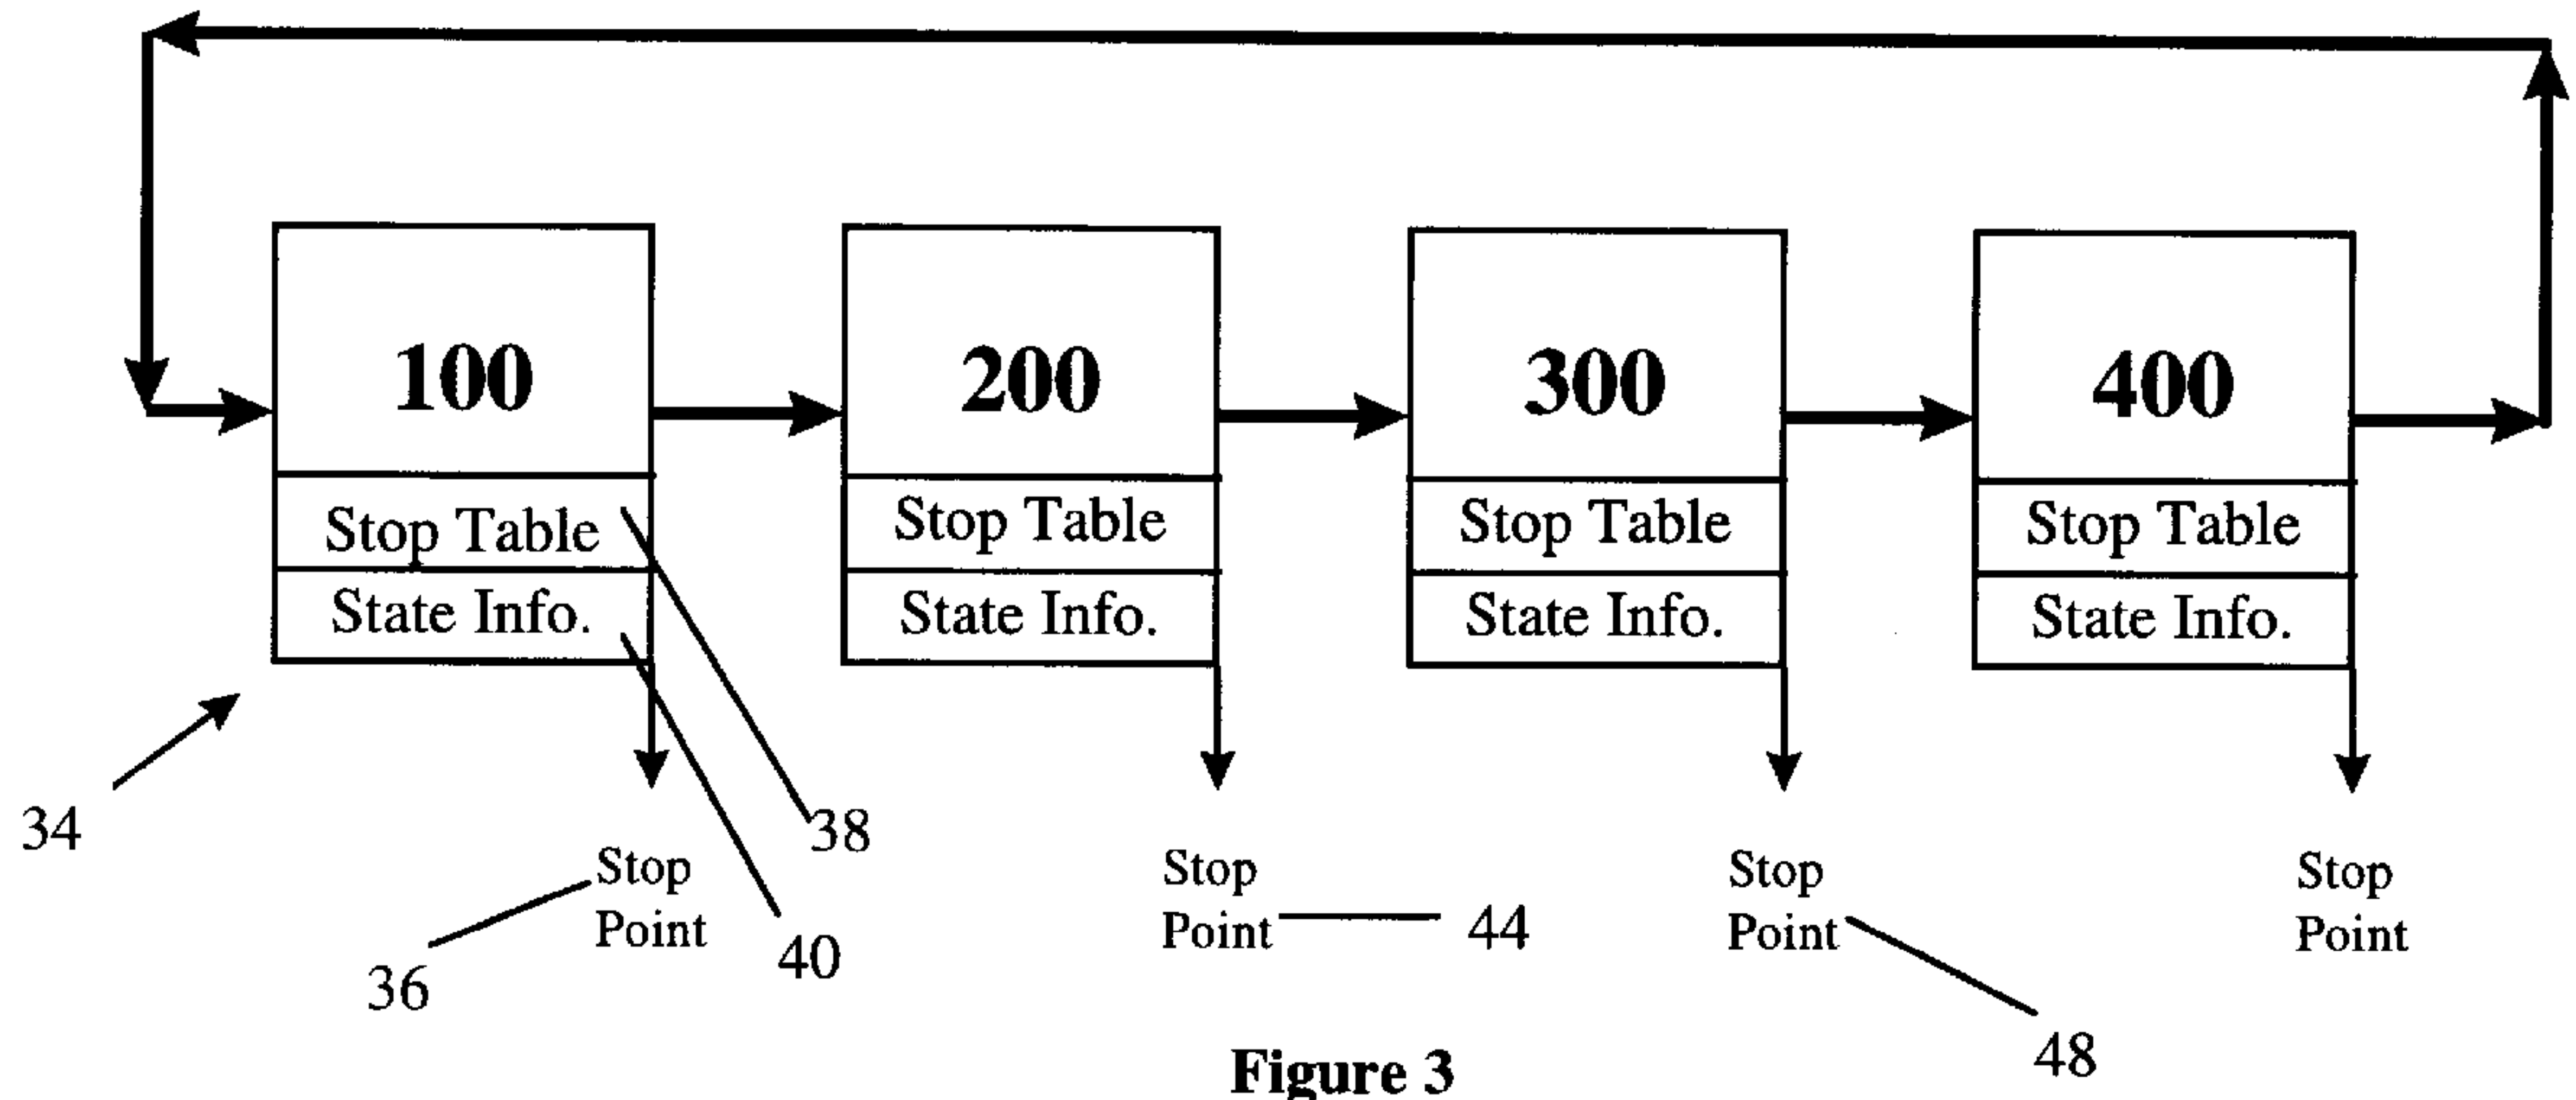 100
200
300
400
Stop Table
Stop Table
Stop Table
Stop Table
State Info.
State Info.
State Info.
State Info.
34
38
Stop
Point
Stop
Point
Stop
Point
Stop
Point
36
40
44
48
Figure 3